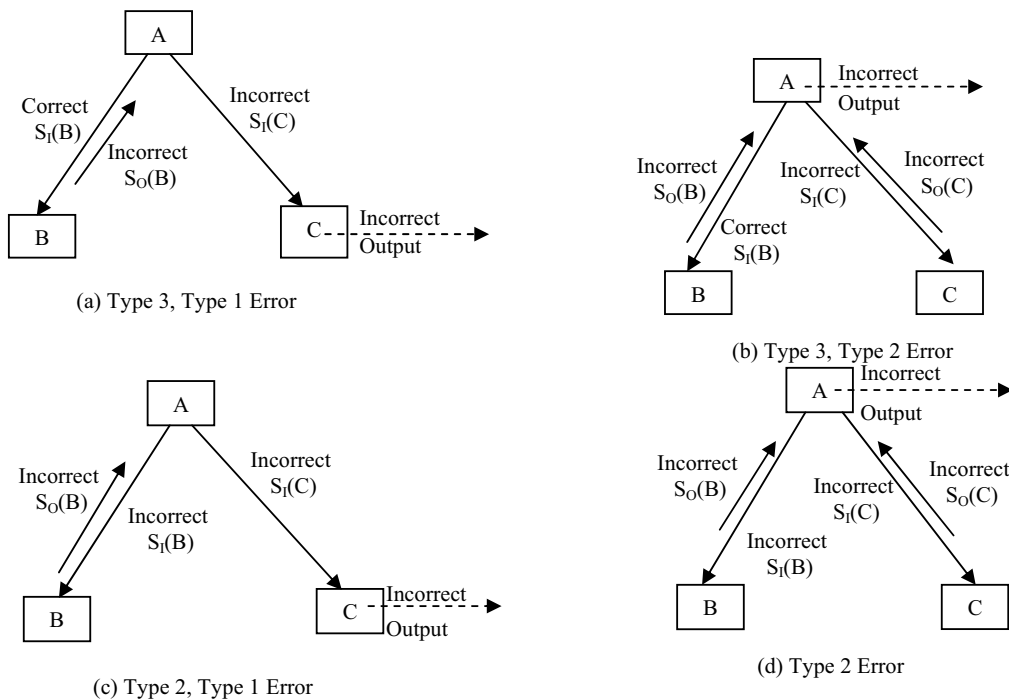 A
Correct
S_I(B)
Incorrect
S_O(B)
Incorrect
S_I(C)
B
C
Incorrect
Output
(a) Type 3, Type 1 Error
A
Incorrect
Output
Incorrect
S_O(B)
Correct
S_I(B)
Incorrect
S_I(C)
Incorrect
S_O(C)
B
C
(b) Type 3, Type 2 Error
A
Incorrect
S_O(B)
Incorrect
S_I(B)
Incorrect
S_I(C)
B
C
Incorrect
Output
(c) Type 2, Type 1 Error
A
Incorrect
Output
Incorrect
S_O(B)
Incorrect
S_I(B)
Incorrect
S_I(C)
Incorrect
S_O(C)
B
C
(d) Type 2 Error